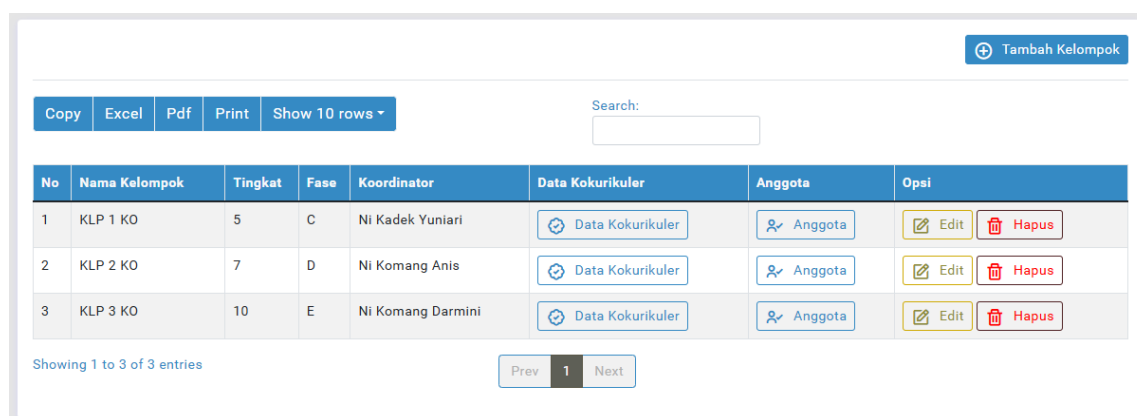 Tambah Kelompok
Copy Excel Pdf Print Show 10 rows
Search:
No Nama Kelompok Tingkat Fase Koordinator Data Kokurikuler Anggota Opsi
1 KLP 1 KO 5 C Ni Kadek Yuniari Data Kokurikuler Anggota Edit Hapus
2 KLP 2 KO 7 D Ni Komang Anis Data Kokurikuler Anggota Edit Hapus
3 KLP 3 KO 10 E Ni Komang Darmini Data Kokurikuler Anggota Edit Hapus
Showing 1 to 3 of 3 entries
Prev 1 Next